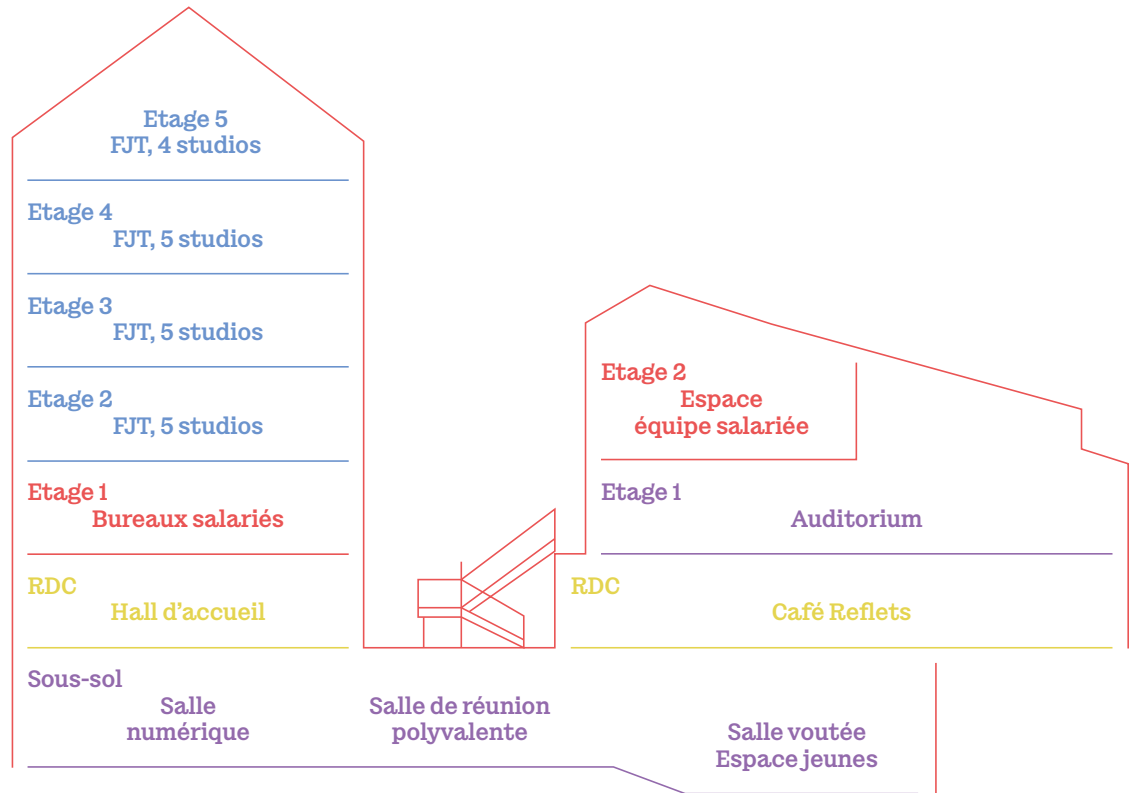 Etage 5
FJT, 4 studios
Etage 4
FJT, 5 studios
Etage 3
FJT, 5 studios
Etage 2
FJT, 5 studios
Etage 1
Bureaux salariés
RDC
Hall d’accueil
Etage 2
Espace
équipe salariée
Etage 1
Auditorium
RDC
Café Reflets
Sous-sol
Salle
numérique
Salle de réunion
polyvalente
Salle voutée
Espace jeunes